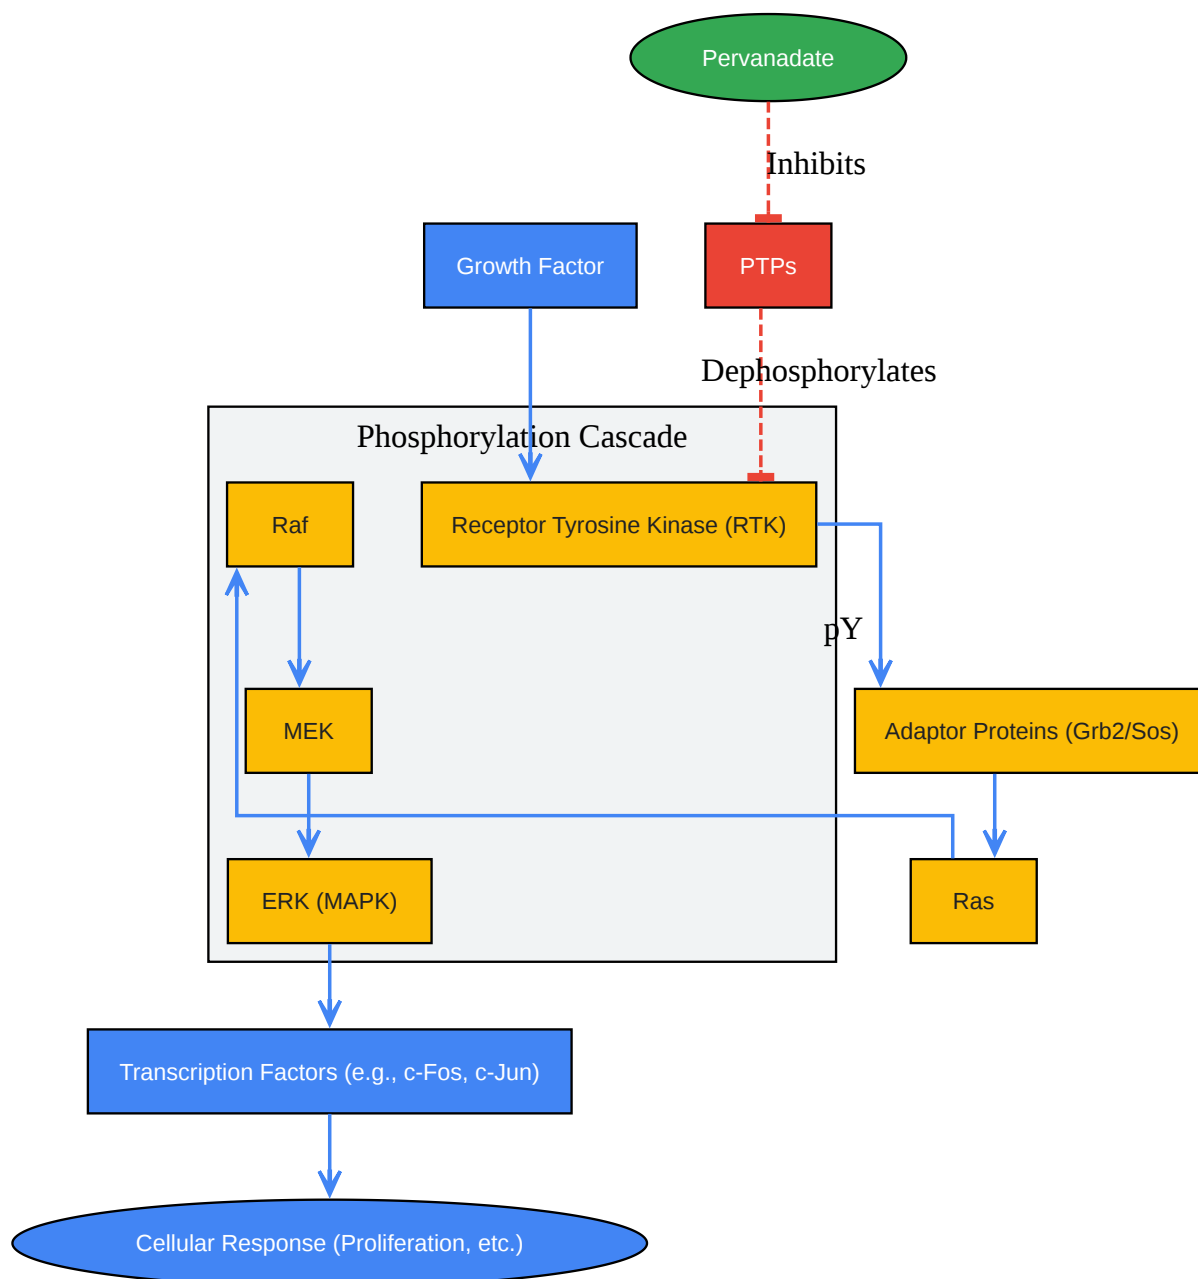 Pervanadate
Inhibits
Growth Factor
PTPs
Dephosphorylates
Phosphorylation Cascade
Raf
Receptor Tyrosine Kinase (RTK)
pY
MEK
Adaptor Proteins (Grb2/Sos)
ERK (MAPK)
Ras
Transcription Factors (e.g., c-Fos, c-Jun)
Cellular Response (Proliferation, etc.)